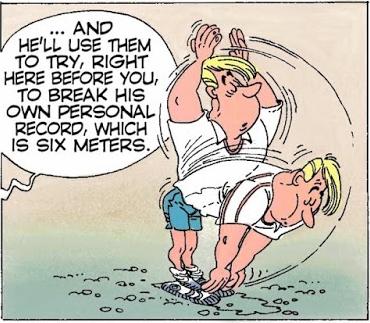 ... AND
HE'LL USE THEM
TO TRY, RIGHT
HERE BEFORE YOU,
TO BREAK HIS
OWN PERSONAL
RECORD, WHICH
IS SIX METERS.